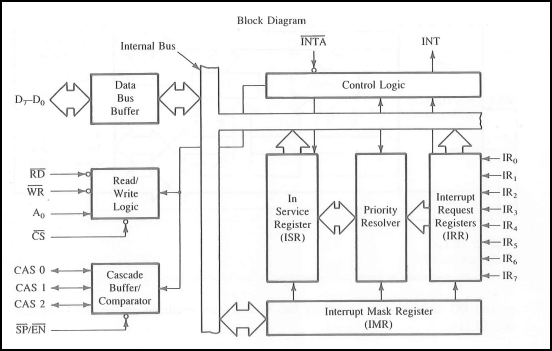 Block Diagram
Internal Bus
INTA
INT
Control Logic
D7–D0
Data
Bus
Buffer
RD
WR
A0
CS
Read/
Write
Logic
In
Service
Register
(ISR)
Priority
Resolver
Interrupt
Request
Registers
(IRR)
IR0
IR1
IR2
IR3
IR4
IR5
IR6
IR7
CAS 0
CAS 1
CAS 2
SP/EN
Cascade
Buffer/
Comparator
Interrupt Mask Register
(IMR)